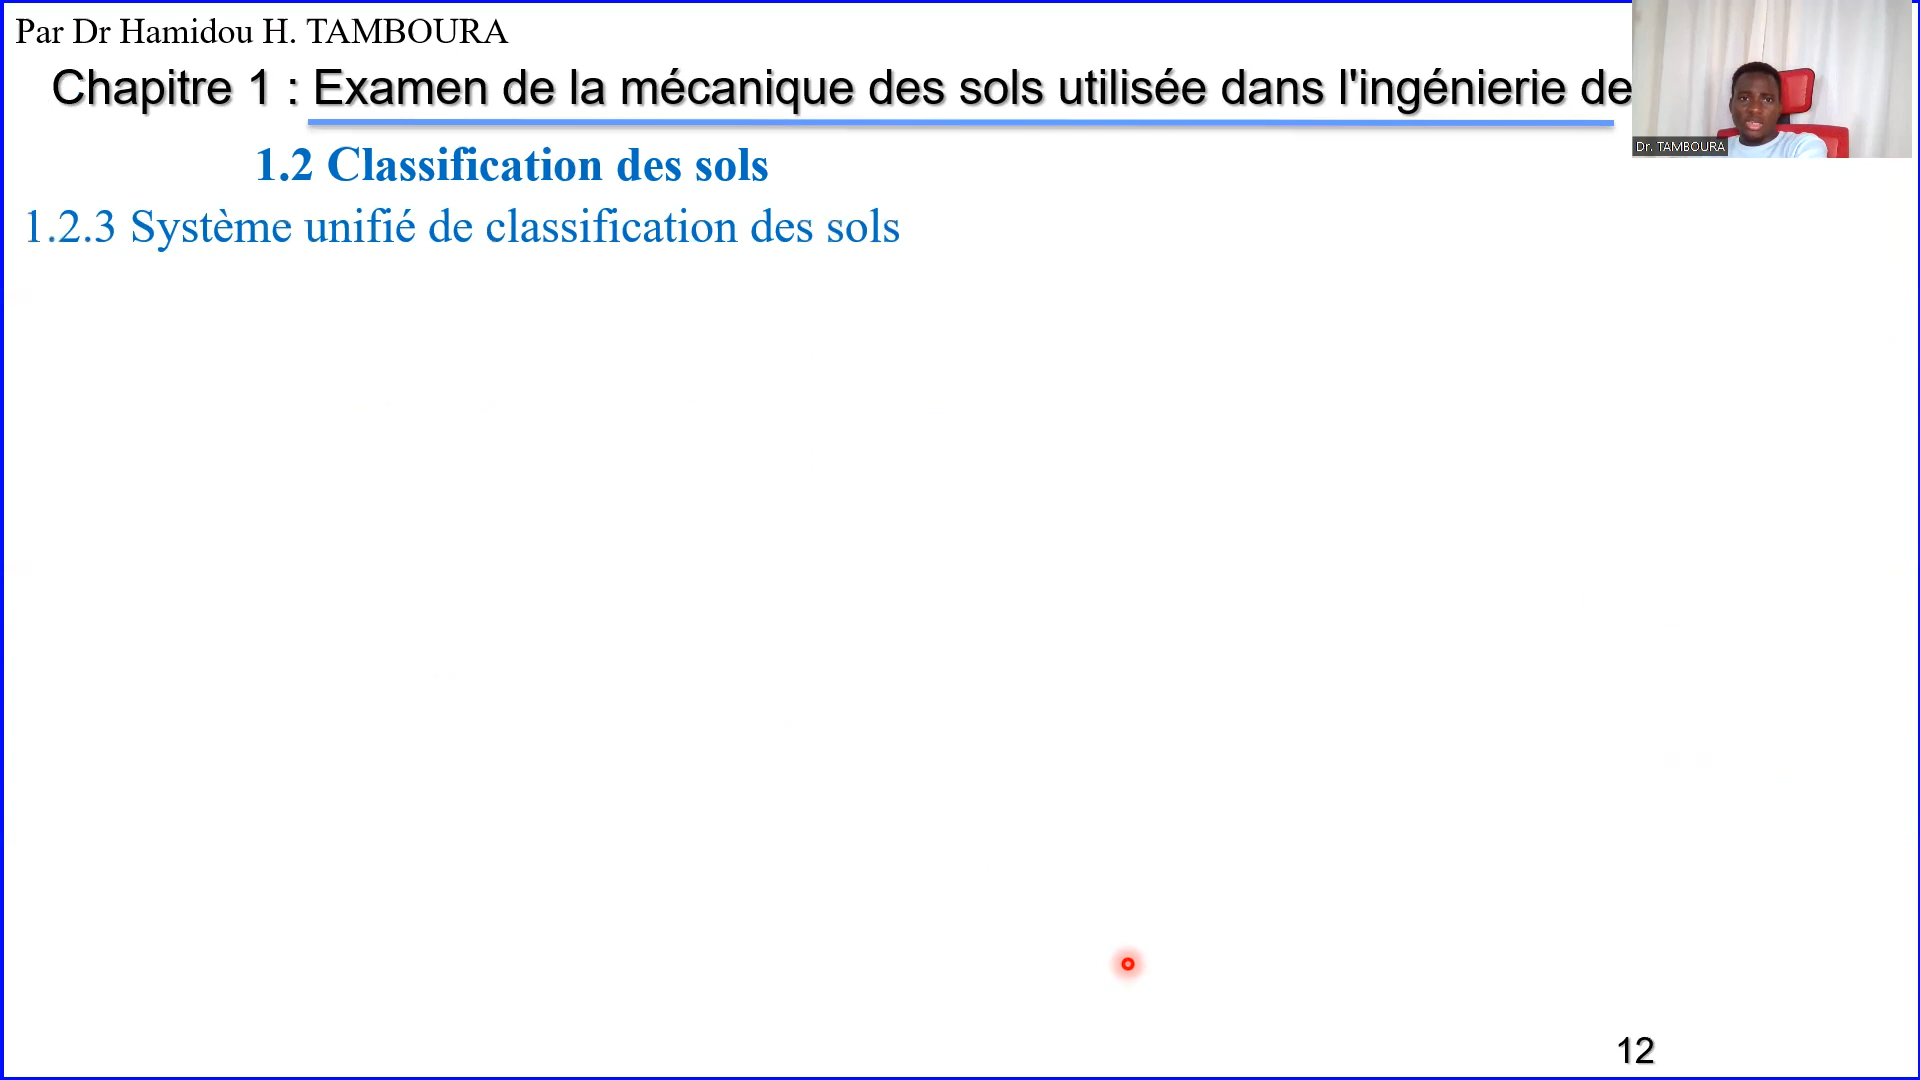 Par Dr Hamidou H. TAMBOURA
Chapitre 1 : Examen de la mécanique des sols utilisée dans l'ingénierie de
Dr. TAMBOURA
1.2 Classification des sols
1.2.3 Système unifié de classification des sols
12